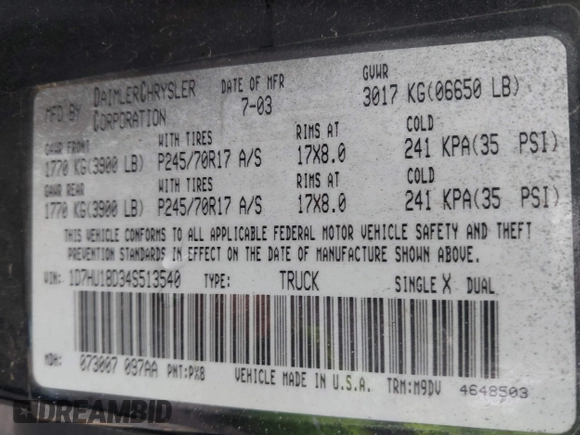 MFD BY DAIMLERCHRYSLER CORPORATION DATE OF MFR 7-03 GVWR 3017 KG(06650 LB)
GAWR FRONT WITH TIRES RIMS AT COLD
1770 KG(3900 LB) P245/70R17 A/S 17X8.0 241 KPA(35 PSI)
GAWR REAR WITH TIRES RIMS AT COLD
1770 KG(3900 LB) P245/70R17 A/S 17X8.0 241 KPA(35 PSI)
THIS VEHICLE CONFORMS TO ALL APPLICABLE FEDERAL MOTOR VEHICLE SAFETY AND THEFT
PREVENTION STANDARDS IN EFFECT ON THE DATE OF MANUFACTURE SHOWN ABOVE.
VIN: 1D7HU18D34S513540 TYPE: TRUCK SINGLE X DUAL
MDH: 073007 097AA PNT:PX8 VEHICLE MADE IN U.S.A. TRM:M9DV 4648503
DREAMBID